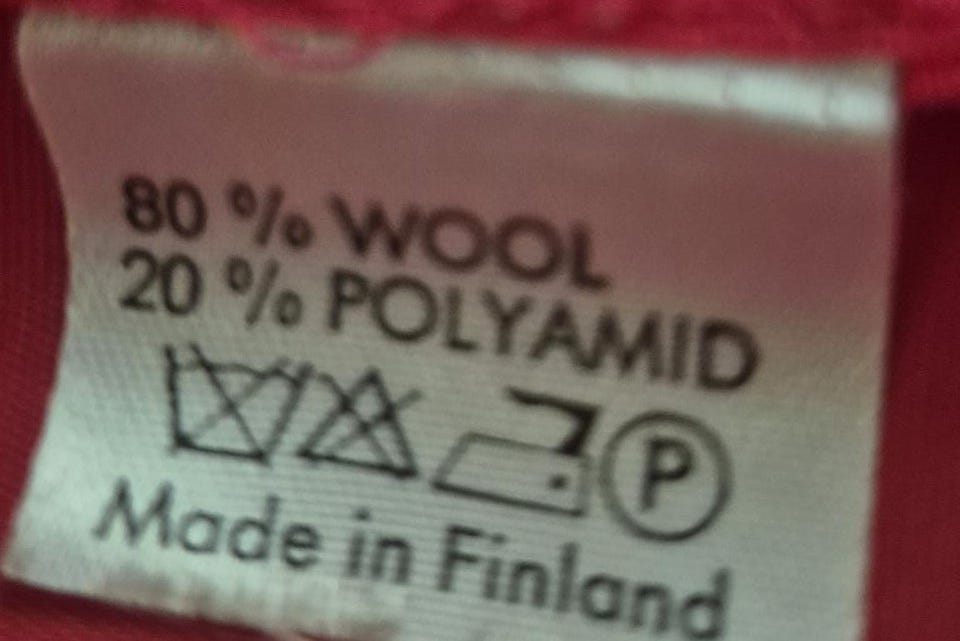 80 % WOOL
20 % POLYAMID
P
Made in Finland